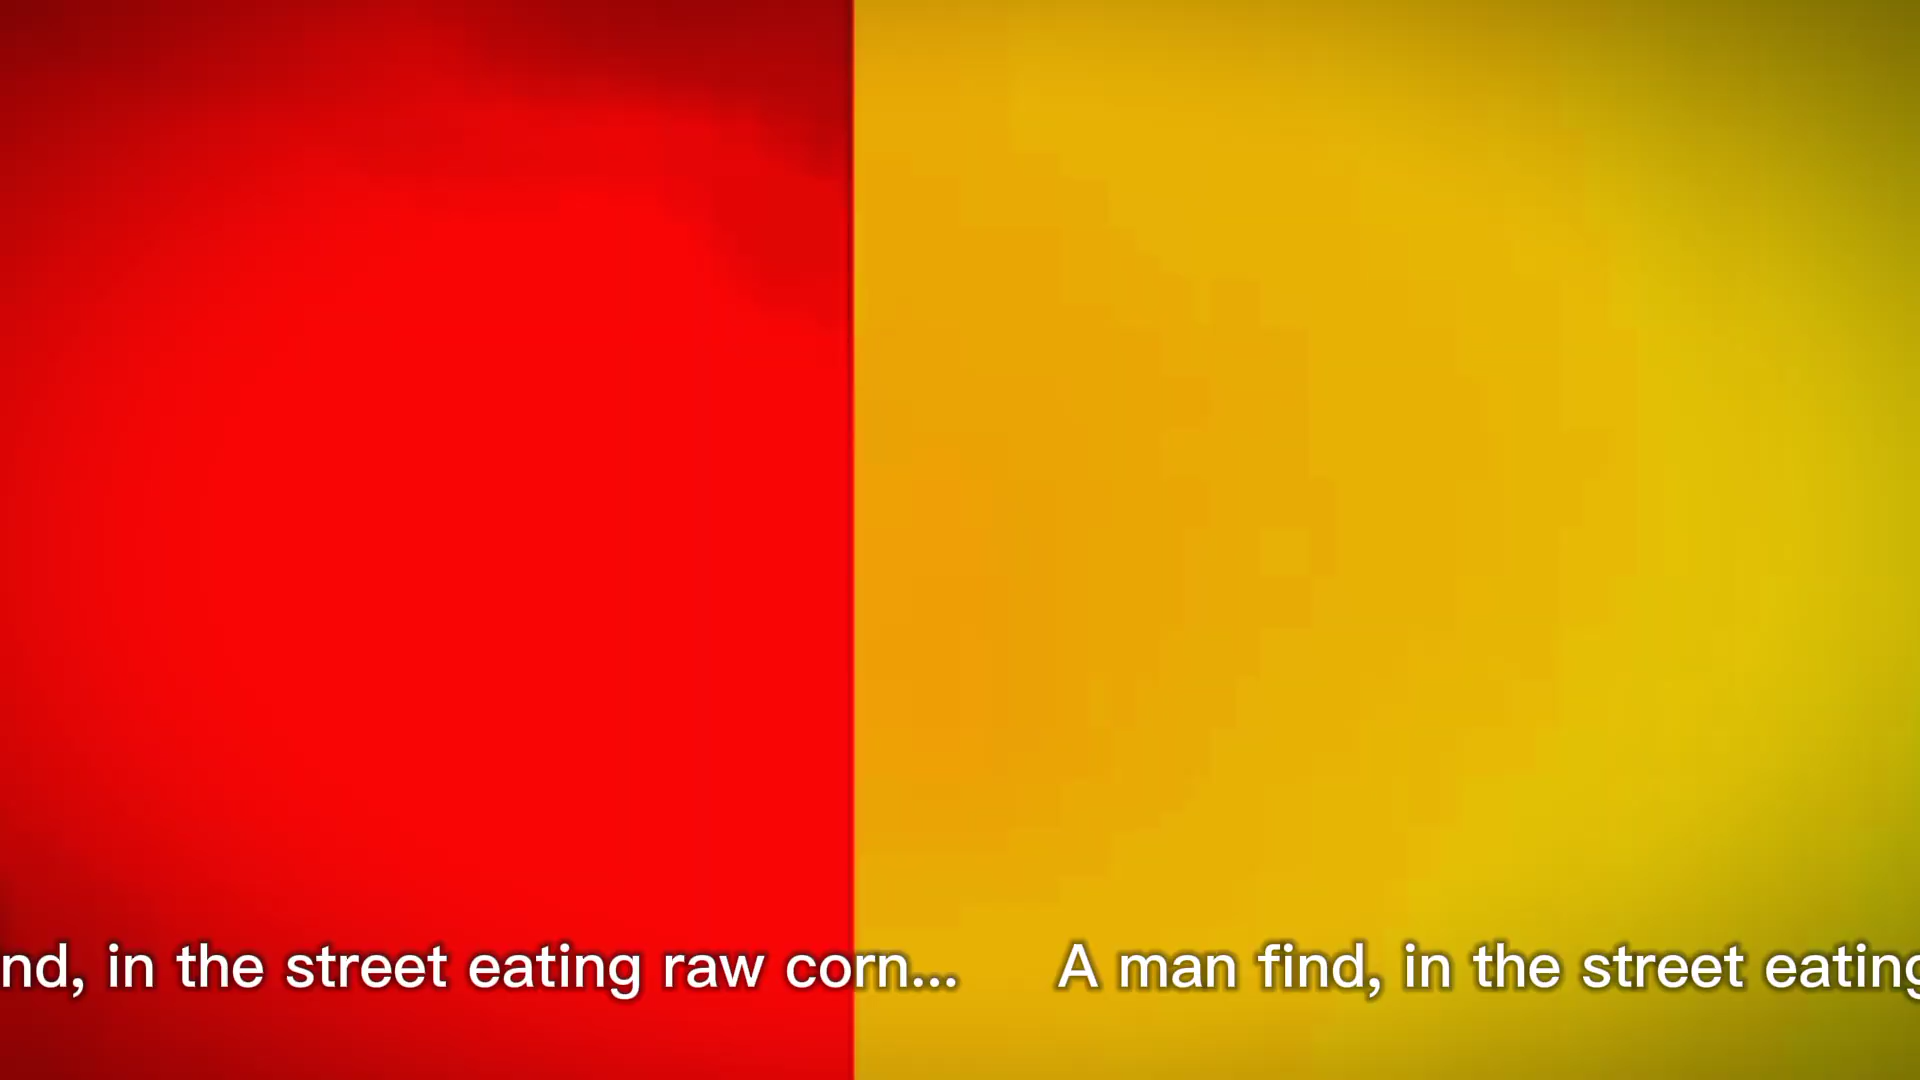 nd, in the street eating raw corn... A man find, in the street eating